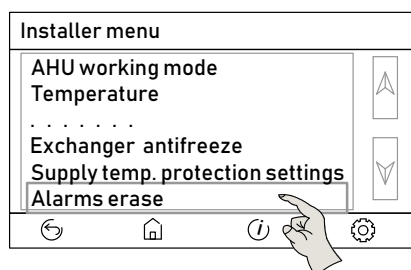 Installer menu
AHU working mode
Temperature
. . . . . . .
Exchanger antifreeze
Supply temp. protection settings
Alarms erase
i